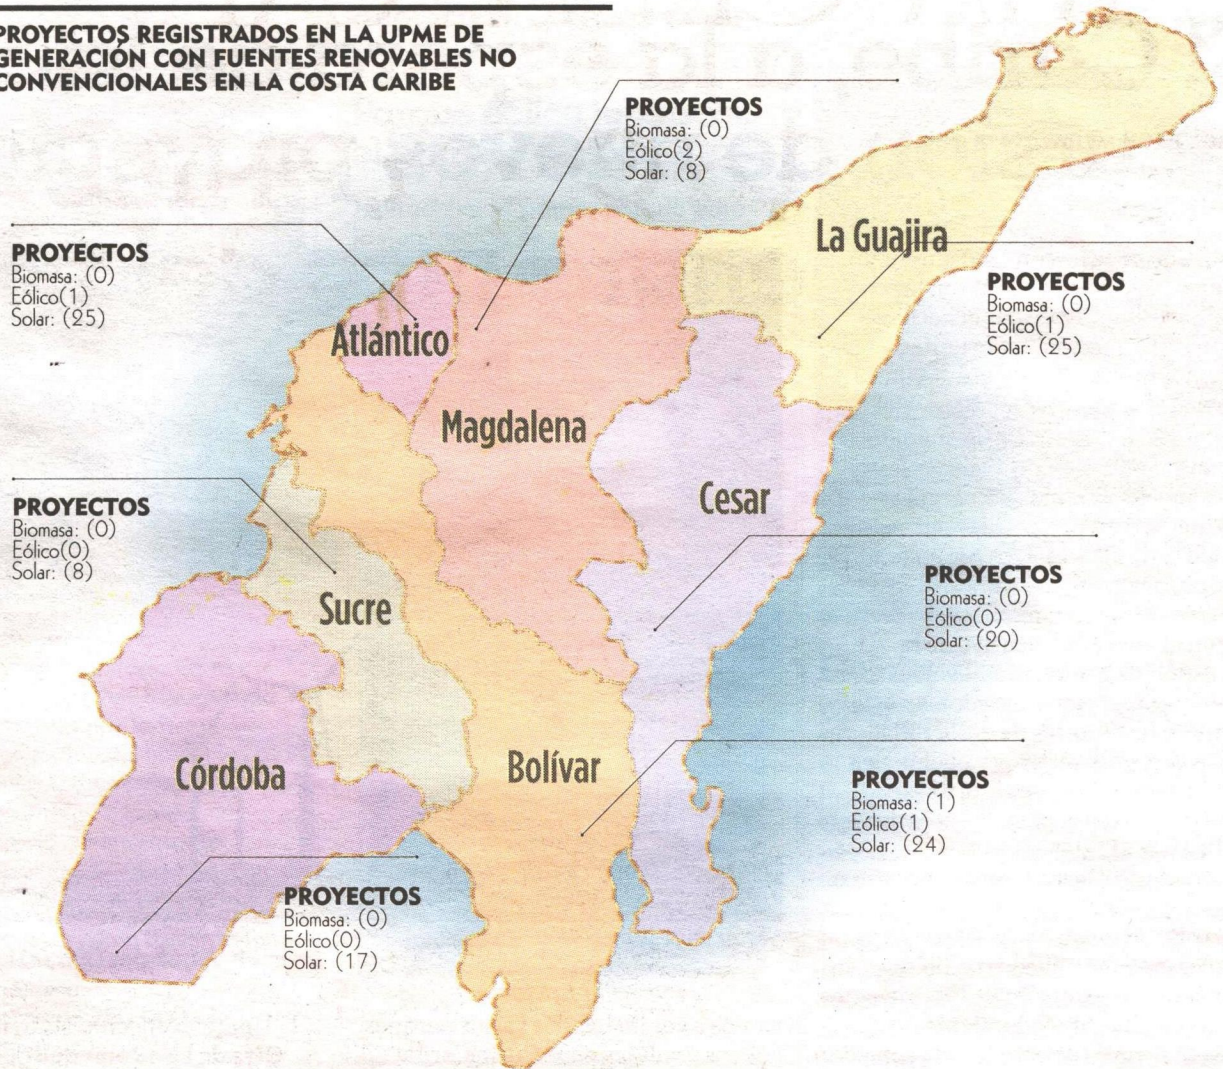 PROYECTOS REGISTRADOS EN LA UPME DE
GENERACIÓN CON FUENTES RENOVABLES NO
CONVENCIONALES EN LA COSTA CARIBE
PROYECTOS
Biomasa: (0)
Eólico(2)
Solar: (8)
La Guajira
PROYECTOS
Biomasa: (0)
Eólico(1)
Solar: (25)
PROYECTOS
Biomasa: (0)
Eólico(1)
Solar: (25)
Atlántico
Magdalena
Cesar
PROYECTOS
Biomasa: (0)
Eólico(0)
Solar: (8)
Sucre
PROYECTOS
Biomasa: (0)
Eólico(0)
Solar: (20)
Córdoba
Bolívar
PROYECTOS
Biomasa: (1)
Eólico(1)
Solar: (24)
PROYECTOS
Biomasa: (0)
Eólico(0)
Solar: (17)